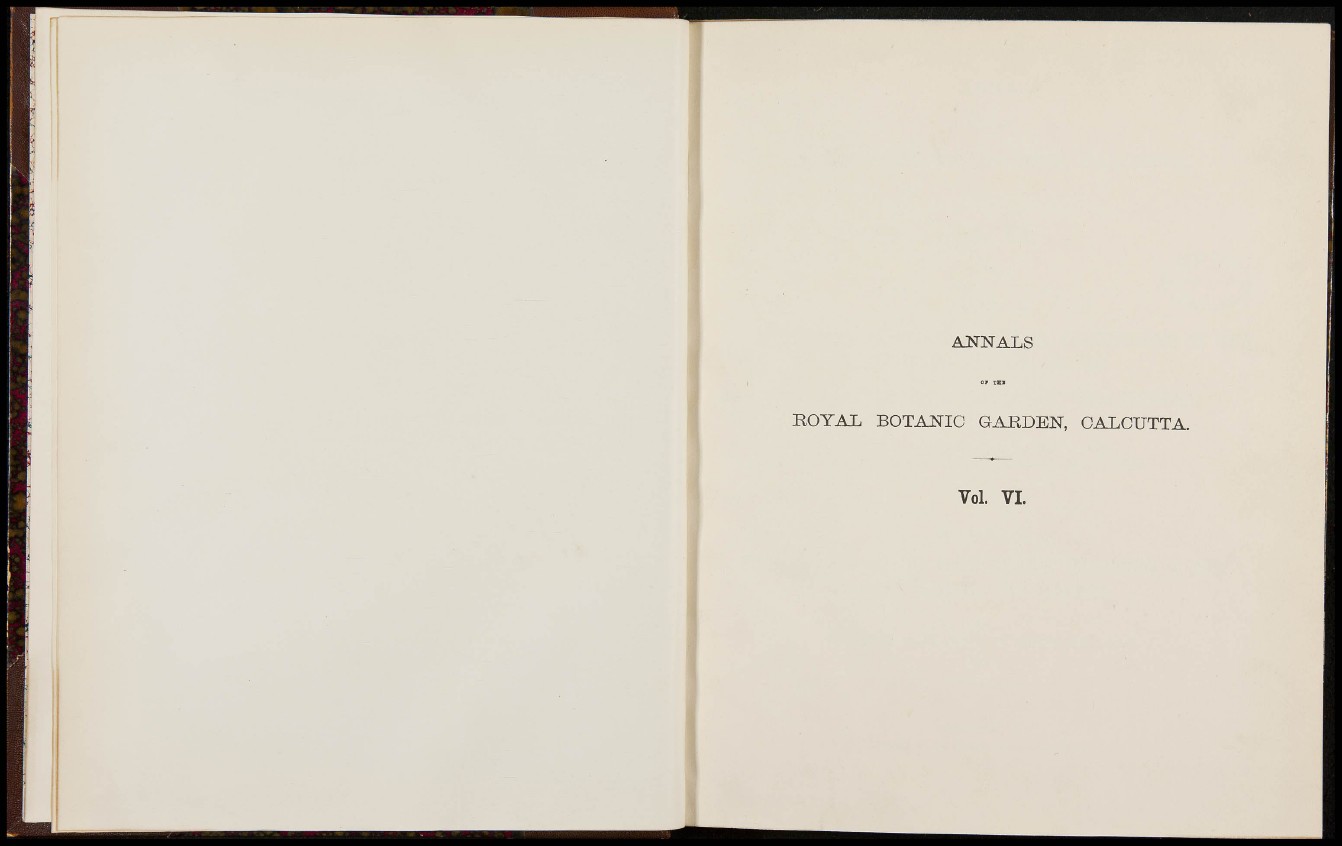 ANNALS
OF THE
ROYAL BOTANIC GARDEN, CALCUTTA.
Vol. VI.